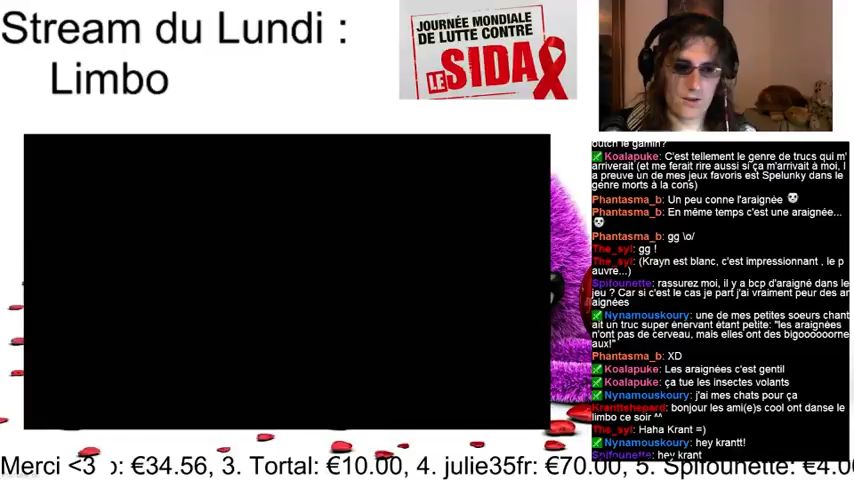 Stream du Lundi :
Limbo
JOURNÉE MONDIALE
DE LUTTE CONTRE
LE SIDA
outch le gamin?
Koalapuke: C'est tellement le genre de trucs qui m'
arriverait (et me ferait rire aussi si ça m'arrivait à moi, l
a preuve un de mes jeux favoris est Spelunky dans le
genre morts à la cons)
Phantasma_b: Un peu conne l'araignée
Phantasma_b: En même temps c'est une araignée...
Phantasma_b: gg \o/
The_syl: gg !
The_syl: (Krayn est blanc, c'est impressionnant , le p
auvre...)
Spifounette: rassurez moi, il y a bcp d'araigné dans le
jeu ? Car si c'est le cas je part j'ai vraiment peur des ar
aignées
Nynamouskoury: une de mes petites soeurs chant
ait un truc super énervant étant petite: "les araignées
n'ont pas de cerveau, mais elles ont des bigoooooorne
aux!"
Phantasma_b: XD
Koalapuke: Les araignées c'est gentil
Koalapuke: ça tue les insectes volants
Nynamouskoury: j'ai mes chats pour ça
Kranttshepard: bonjour les ami(e)s cool ont danse le
limbo ce soir ^^
The_syl: Haha Krant =)
Nynamouskoury: hey krantt!
Spifounette: hey krant
Merci <3 : €34.56, 3. Tortal: €10.00, 4. julie35fr: €70.00, 5. Spifounette: €4.0